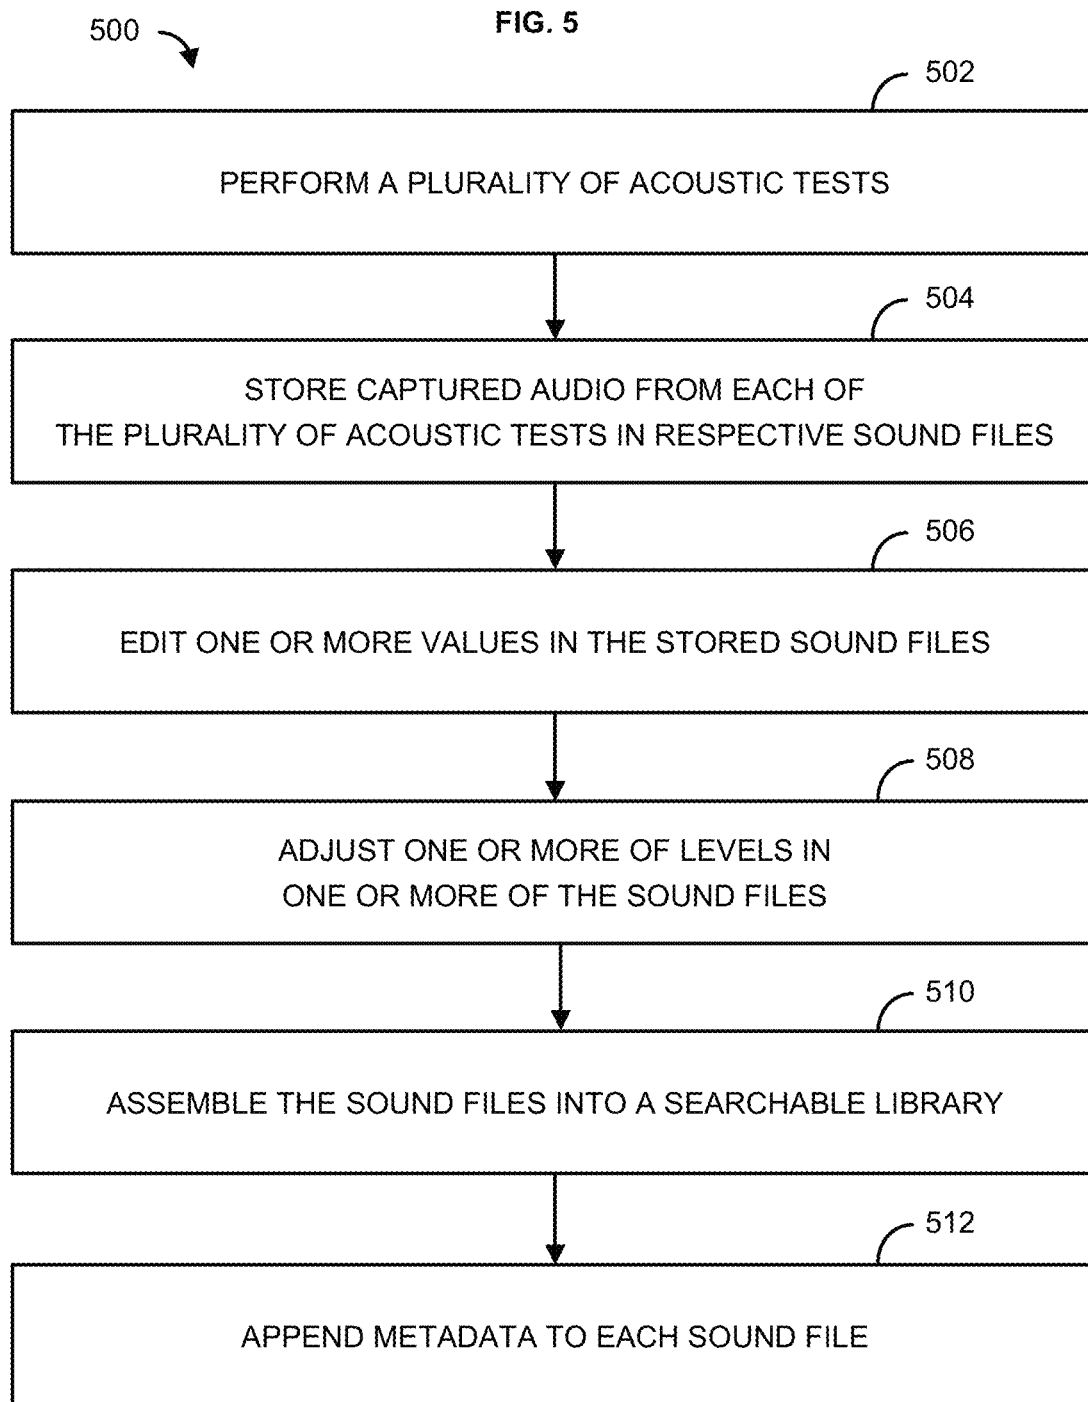 FIG. 5
500
502
PERFORM A PLURALITY OF ACOUSTIC TESTS
504
STORE CAPTURED AUDIO FROM EACH OF
THE PLURALITY OF ACOUSTIC TESTS IN RESPECTIVE SOUND FILES
506
EDIT ONE OR MORE VALUES IN THE STORED SOUND FILES
508
ADJUST ONE OR MORE OF LEVELS IN
ONE OR MORE OF THE SOUND FILES
510
ASSEMBLE THE SOUND FILES INTO A SEARCHABLE LIBRARY
512
APPEND METADATA TO EACH SOUND FILE